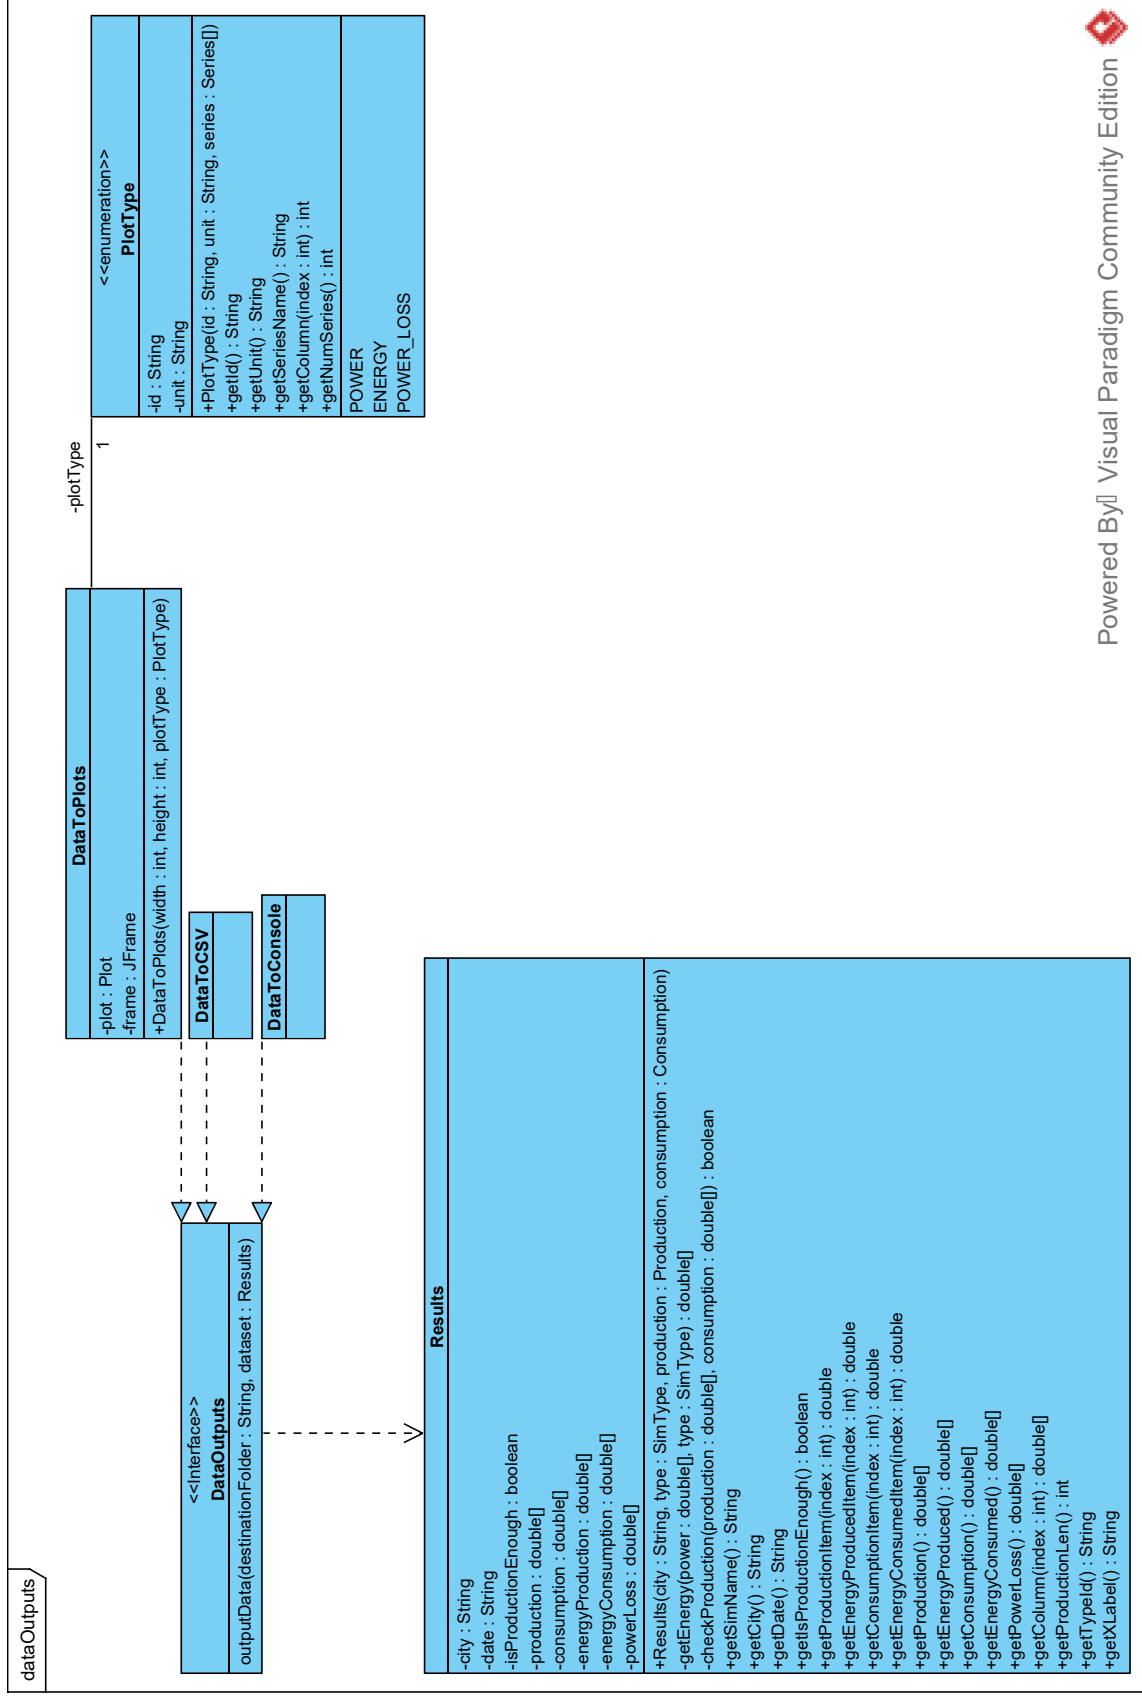 dataOutputs
<<Interface>>
DataOutputs
outputData(destinationFolder : String, dataset : Results)
DataToPlots
-plot : Plot
-frame : JFrame
+DataToPlots(width : int, height : int, plotType : PlotType)
DataToCSV
DataToConsole
-plotType
1
<<enumeration>>
PlotType
-id : String
-unit : String
+PlotType(id : String, unit : String, series : Series[])
+getId() : String
+getUnit() : String
+getSeriesName() : String
+getColumn(index : int) : int
+getNumSeries() : int
POWER
ENERGY
POWER_LOSS
Results
-city : String
-date : String
-isProductionEnough : boolean
-production : double[]
-consumption : double[]
-energyProduction : double[]
-energyConsumption : double[]
-powerLoss : double[]
+Results(city : String, type : SimType, production : Production, consumption : Consumption)
-getEnergy(power : double[], type : SimType) : double[]
-checkProduction(production : double[], consumption : double[]) : boolean
+getSimName() : String
+getCity() : String
+getDate() : String
+getIsProductionEnough() : boolean
+getProductionItem(index : int) : double
+getEnergyProducedItem(index : int) : double
+getConsumptionItem(index : int) : double
+getEnergyConsumedItem(index : int) : double
+getProduction() : double[]
+getEnergyProduced() : double[]
+getConsumption() : double[]
+getEnergyConsumed() : double[]
+getPowerLoss() : double[]
+getColumn(index : int) : double[]
+getProductionLen() : int
+getTypeId() : String
+getXLabel() : String
Powered By Visual Paradigm Community Edition